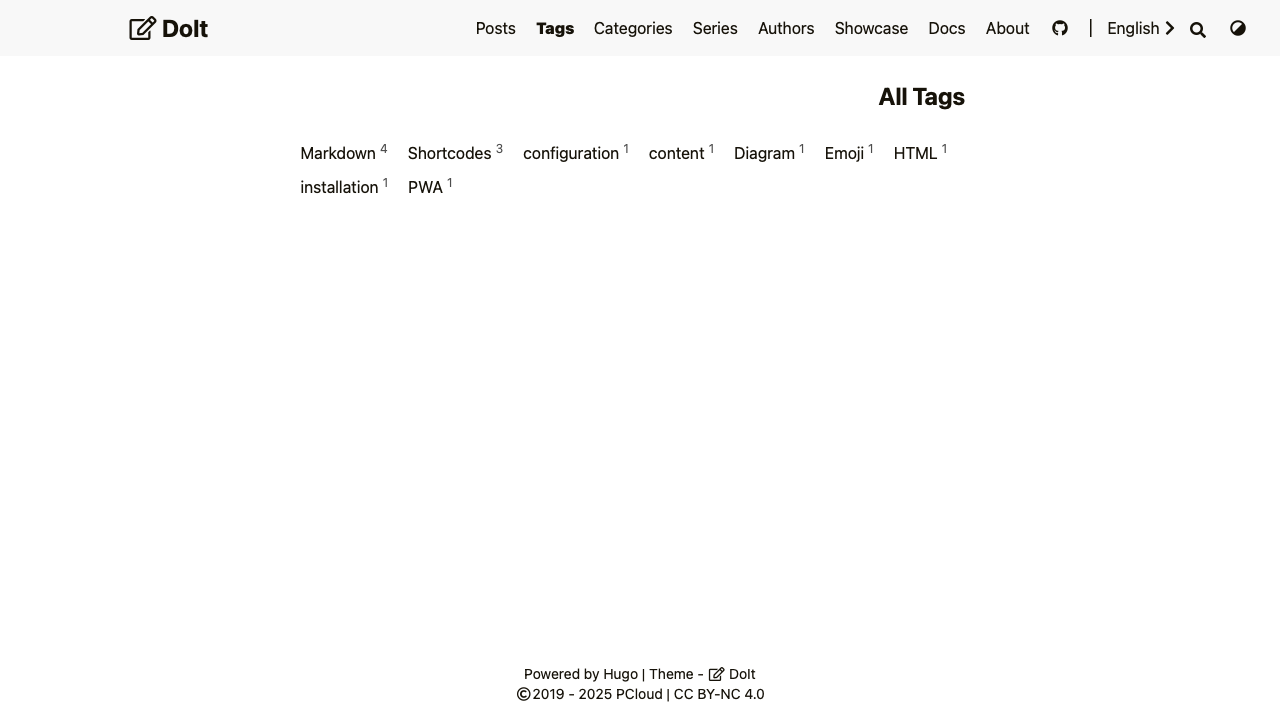 DoIt Posts Tags Categories Series Authors Showcase Docs About | English
All Tags
Markdown 4 Shortcodes 3 configuration 1 content 1 Diagram 1 Emoji 1 HTML 1
installation 1 PWA 1
Powered by Hugo | Theme - DoIt
©2019 - 2025 PCloud | CC BY-NC 4.0